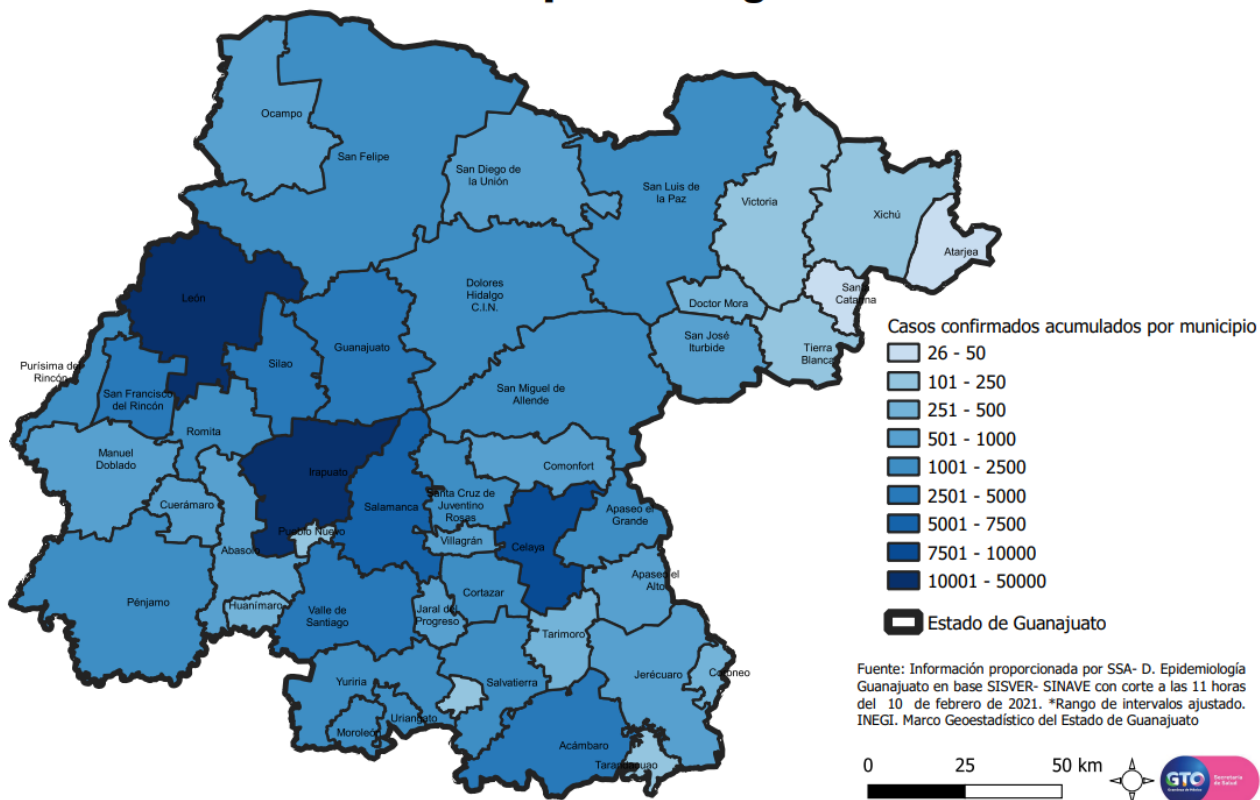 Ocampo
San Felipe
San Diego de
la Unión
San Luis de
la Paz
Victoria
Xichú
Atarjea
Santa
Catarina
León
Dolores
Hidalgo
C.I.N.
Doctor Mora
San José
Iturbide
Tierra
Blanca
Guanajuato
Silao
Purísima del
Rincón
San Francisco
del Rincón
San Miguel de
Allende
Romita
Manuel
Doblado
Irapuato
Comonfort
Cuerámaro
Salamanca
Santa Cruz de
Juventino
Rosas
Apaseo el
Grande
Pueblo Nuevo
Villagrán
Celaya
Abasolo
Apaseo el
Alto
Pénjamo
Huanímaro
Valle de
Santiago
Jaral del
Progreso
Cortazar
Tarimoro
Jerécuaro
Coroneo
Yuriria
Salvatierra
Uriangato
Moroleón
Acámbaro
Tarandacuao
Casos confirmados acumulados por municipio
26 - 50
101 - 250
251 - 500
501 - 1000
1001 - 2500
2501 - 5000
5001 - 7500
7501 - 10000
10001 - 50000
Estado de Guanajuato
Fuente: Información proporcionada por SSA- D. Epidemiología
Guanajuato en base SISVER- SINAVE con corte a las 11 horas
del 10 de febrero de 2021. *Rango de intervalos ajustado.
INEGI. Marco Geoestadístico del Estado de Guanajuato
0 25 50 km
GTO
Secretaría
de Salud